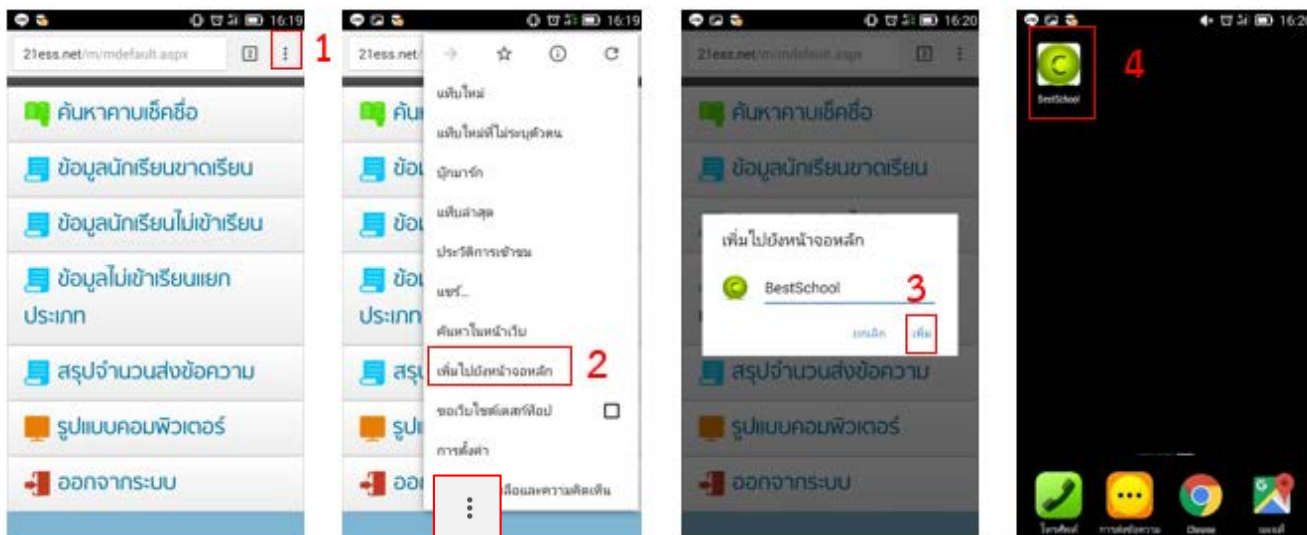 16:19
21ess.net/m/mdefault.aspx
1
ค้นหาคาบเช็คชื่อ
ข้อมูลนักเรียนขาดเรียน
ข้อมูลนักเรียนไม่เข้าเรียน
ข้อมูลไม่เข้าเรียนแยก
ประเภท
สรุปจำนวนส่งข้อความ
รูปแบบคอมพิวเตอร์
ออกจากระบบ
16:19
21ess.net/
แท็บใหม่
แท็บใหม่ที่ไม่ระบุตัวตน
บุ๊กมาร์ก
แท็บล่าสุด
ประวัติการเข้าชม
แชร์...
ค้นหาในหน้าเว็บ
เพิ่มไปยังหน้าจอหลัก
2
ขอเว็บไซต์เดสก์ท็อป
การตั้งค่า
ลือและความคิดเห็น
ประเภท
16:20
21ess.net/m/mdefault.aspx
ค้นหาคาบเช็คชื่อ
ข้อมูลนักเรียนขาดเรียน
เพิ่มไปยังหน้าจอหลัก
BestSchool
3
ยกเลิก เพิ่ม
สรุปจำนวนส่งข้อความ
รูปแบบคอมพิวเตอร์
ออกจากระบบ
16:20
4
BestSchool
โทรศัพท์ การส่งข้อความ Chrome แผนที่